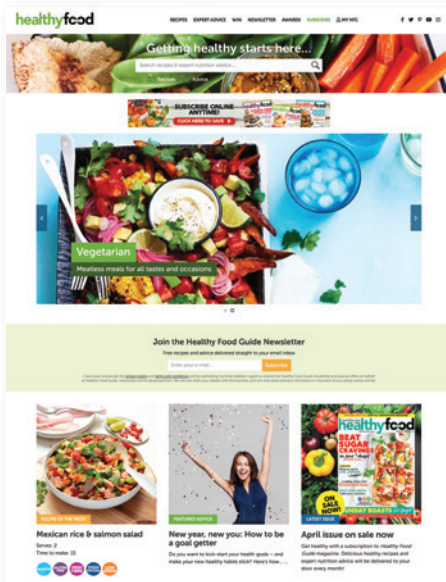 healthyfood
RECIPES EXPERT ADVICE WIN NEWSLETTER AWARDS SUBSCRIBE MY HFG
Getting healthy starts here...
Search recipes & expert nutrition advice ...
Recipes Advice
SUBSCRIBE ONLINE
ANYTIME!
CLICK HERE TO SAVE
Vegetarian
Meatless meals for all tastes and occasions
Join the Healthy Food Guide Newsletter
Free recipes and advice delivered straight to your email inbox
Enter your e-mail... Subscribe
RECIPE OF THE WEEK
Mexican rice & salmon salad
Serves: 2
Time to make: 15
FEATURED ADVICE
New year, new you: How to be
a goal getter
Do you want to kick-start your health goals – and
make your new healthy habits stick? Here's how... ...
healthyfood
BEAT
SUGAR
CRAVINGS
ON
SALE
NOW!
SUNDAY ROASTS
LATEST ISSUE
April issue on sale now
Get healthy with a subscription to Healthy Food
Guide magazine. Delicious healthy recipes and
expert nutrition advice will be delivered to your
door every month!